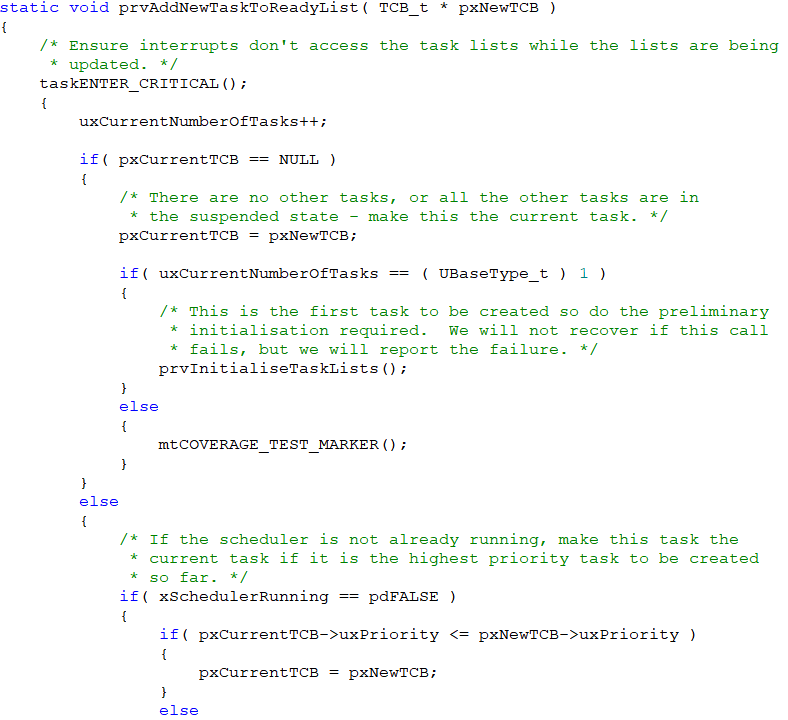 static void prvAddNewTaskToReadyList( TCB_t * pxNewTCB )
{
    /* Ensure interrupts don't access the task lists while the lists are being
     * updated. */
    taskENTER_CRITICAL();
    {
        uxCurrentNumberOfTasks++;

        if( pxCurrentTCB == NULL )
        {
            /* There are no other tasks, or all the other tasks are in
             * the suspended state - make this the current task. */
            pxCurrentTCB = pxNewTCB;

            if( uxCurrentNumberOfTasks == ( UBaseType_t ) 1 )
            {
                /* This is the first task to be created so do the preliminary
                 * initialisation required.  We will not recover if this call
                 * fails, but we will report the failure. */
                prvInitialiseTaskLists();
            }
            else
            {
                mtCOVERAGE_TEST_MARKER();
            }
        }
        else
        {
            /* If the scheduler is not already running, make this task the
             * current task if it is the highest priority task to be created
             * so far. */
            if( xSchedulerRunning == pdFALSE )
            {
                if( pxCurrentTCB->uxPriority <= pxNewTCB->uxPriority )
                {
                    pxCurrentTCB = pxNewTCB;
                }
                else